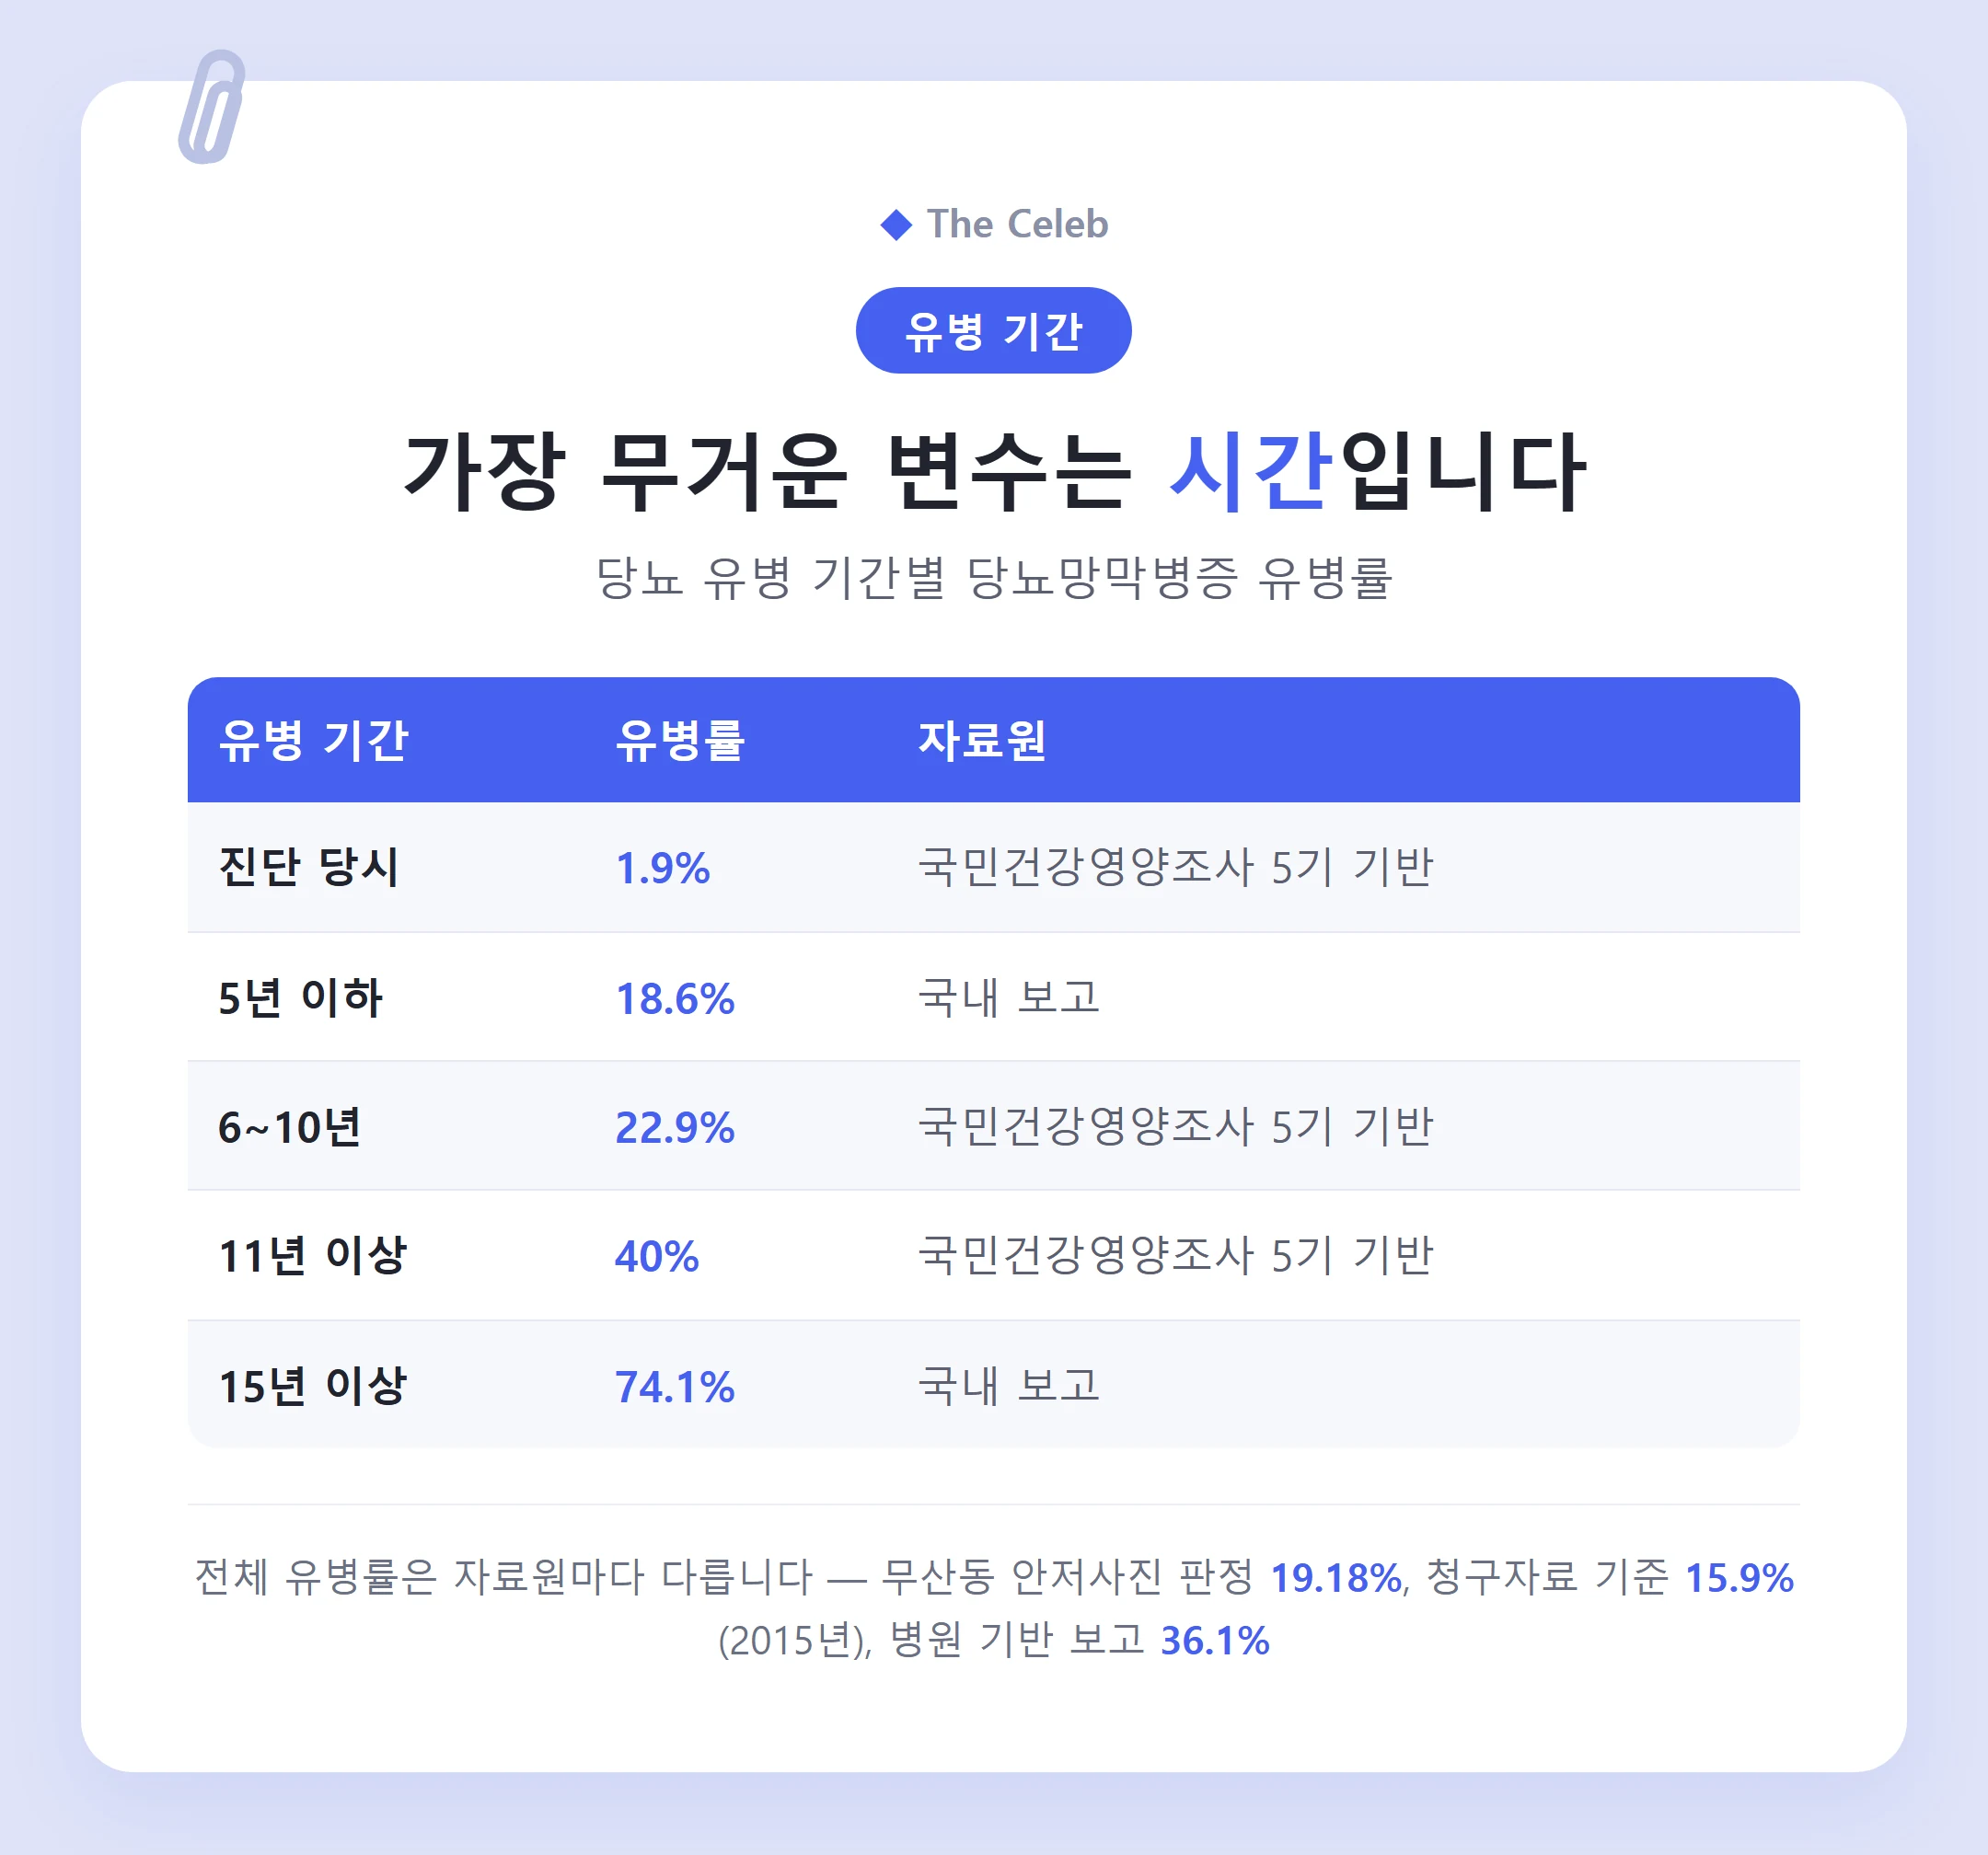 ◆ The Celeb
유병 기간
가장 무거운 변수는 시간입니다
당뇨 유병 기간별 당뇨망막병증 유병률
유병 기간 유병률 자료원
진단 당시 1.9% 국민건강영양조사 5기 기반
5년 이하 18.6% 국내 보고
6~10년 22.9% 국민건강영양조사 5기 기반
11년 이상 40% 국민건강영양조사 5기 기반
15년 이상 74.1% 국내 보고
전체 유병률은 자료원마다 다릅니다 — 무산동 안저사진 판정 19.18%, 청구자료 기준 15.9%
(2015년), 병원 기반 보고 36.1%